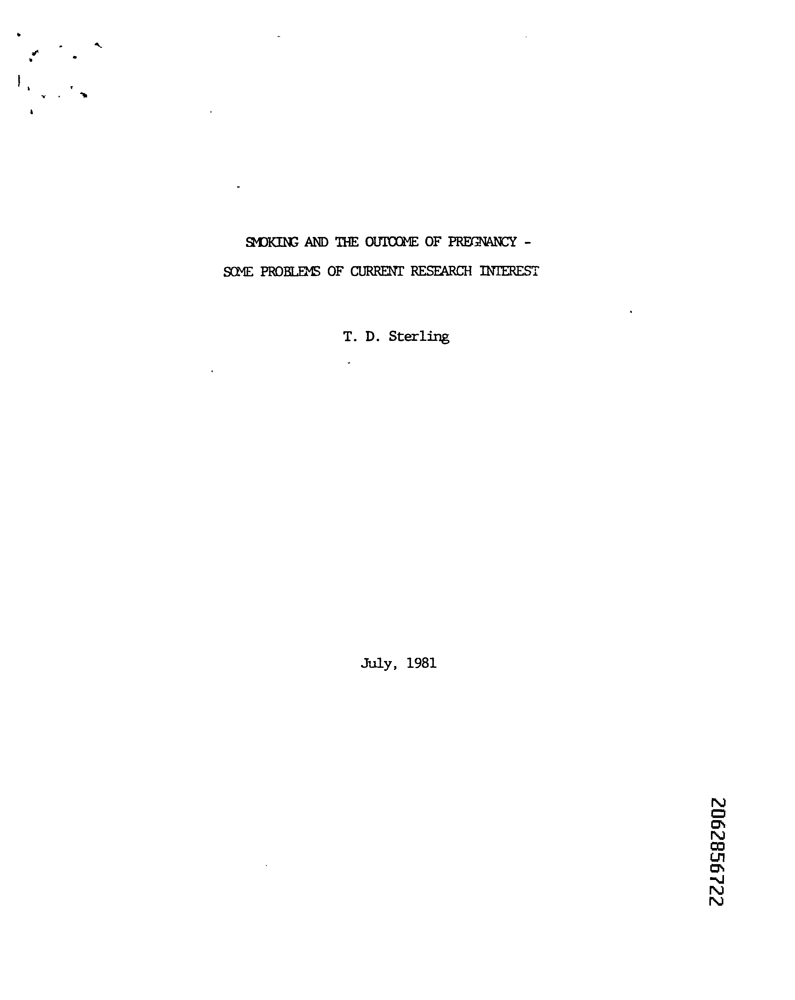 SMOKING AND THE OUTCOME OF PREGNANCY -
SOME PROBLEMS OF CURRENT RESEARCH INTEREST
T. D. Sterling
July, 1981
2062856722